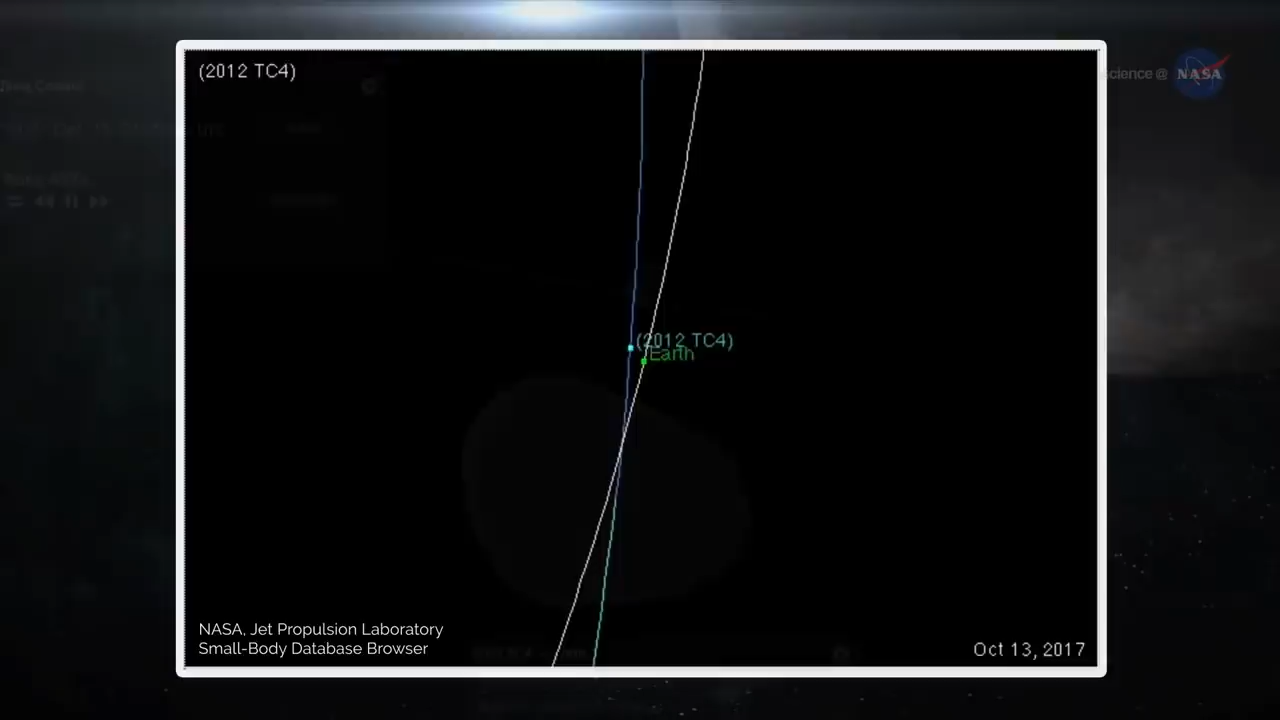 (2012 TC4)
science @ NASA
(2012 TC4)
Earth
NASA, Jet Propulsion Laboratory
Small-Body Database Browser
Oct 13, 2017